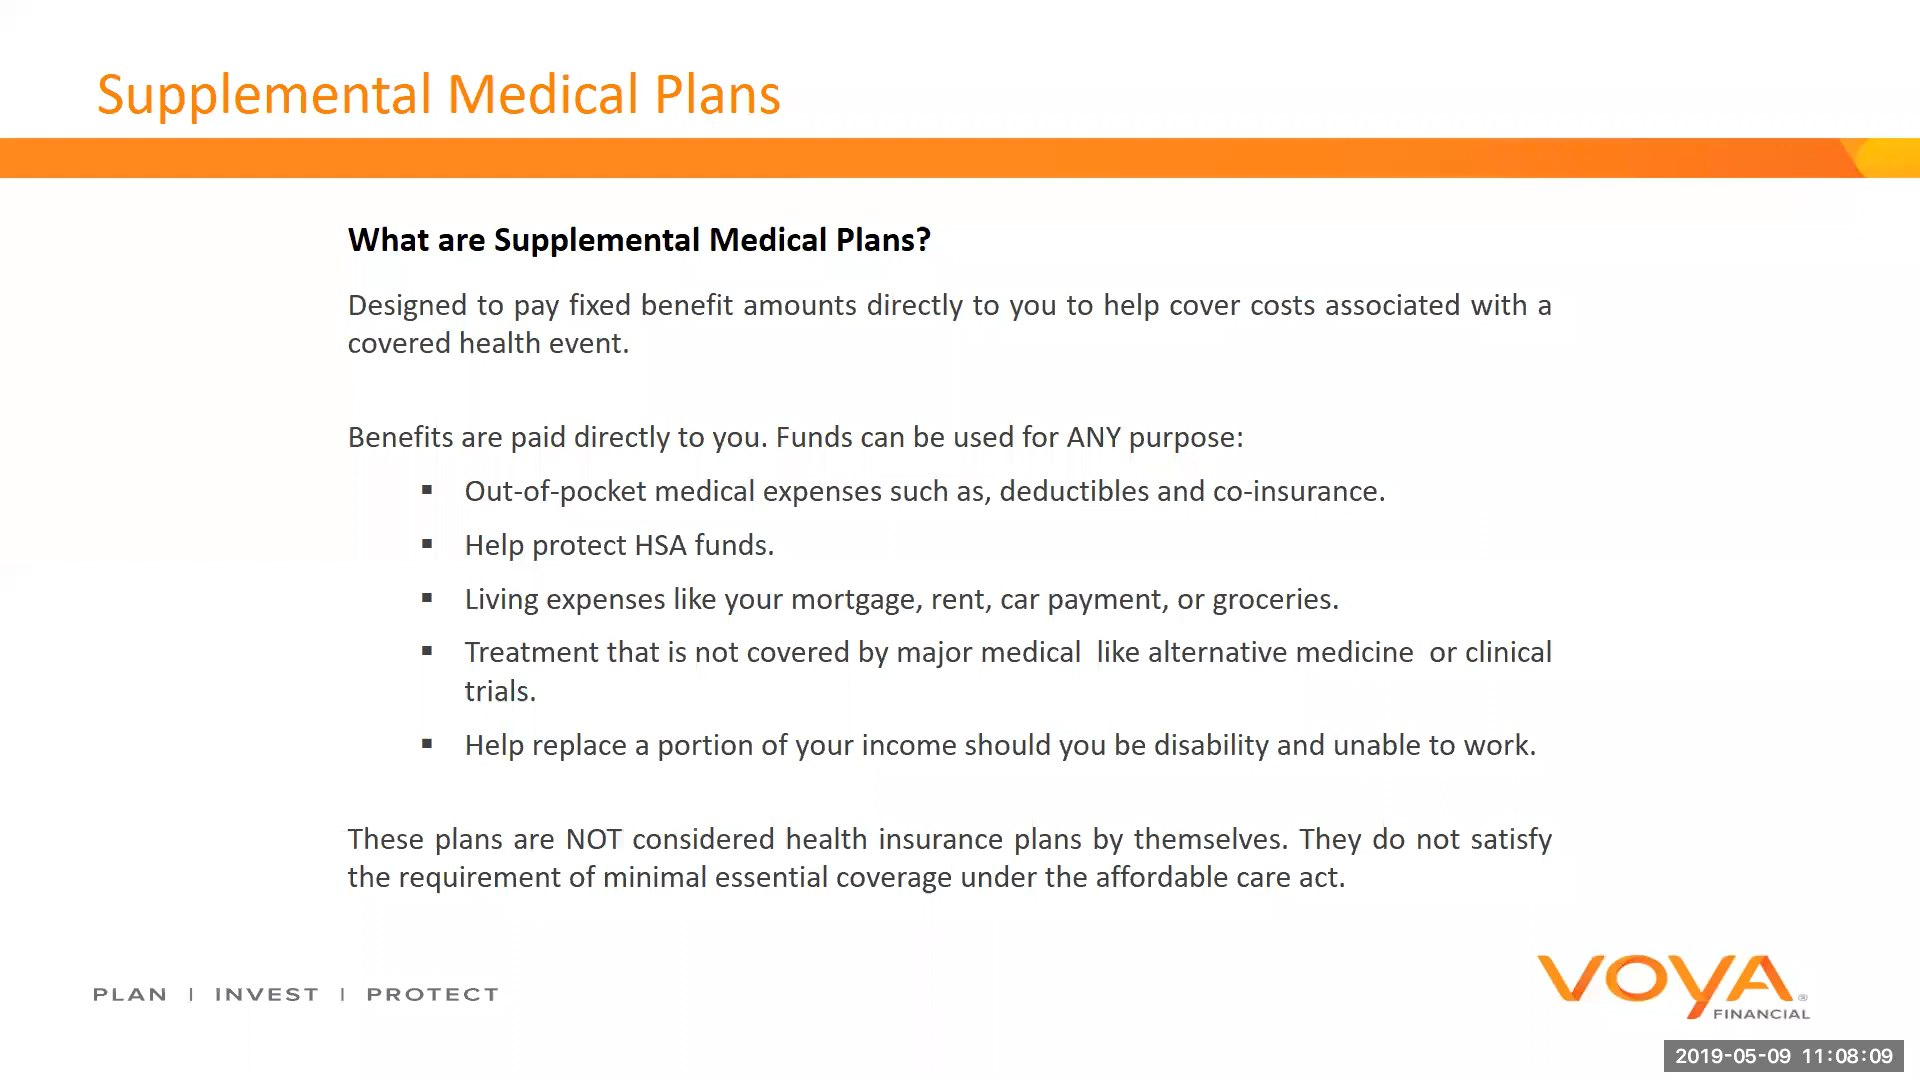 Supplemental Medical Plans
What are Supplemental Medical Plans?
Designed to pay fixed benefit amounts directly to you to help cover costs associated with a
covered health event.
Benefits are paid directly to you. Funds can be used for ANY purpose:
▪ Out-of-pocket medical expenses such as, deductibles and co-insurance.
▪ Help protect HSA funds.
▪ Living expenses like your mortgage, rent, car payment, or groceries.
▪ Treatment that is not covered by major medical  like alternative medicine  or clinical
trials.
▪ Help replace a portion of your income should you be disability and unable to work.
These plans are NOT considered health insurance plans by themselves. They do not satisfy
the requirement of minimal essential coverage under the affordable care act.
PLAN | INVEST | PROTECT
VOYA®
FINANCIAL
2019-05-09 11:08:09